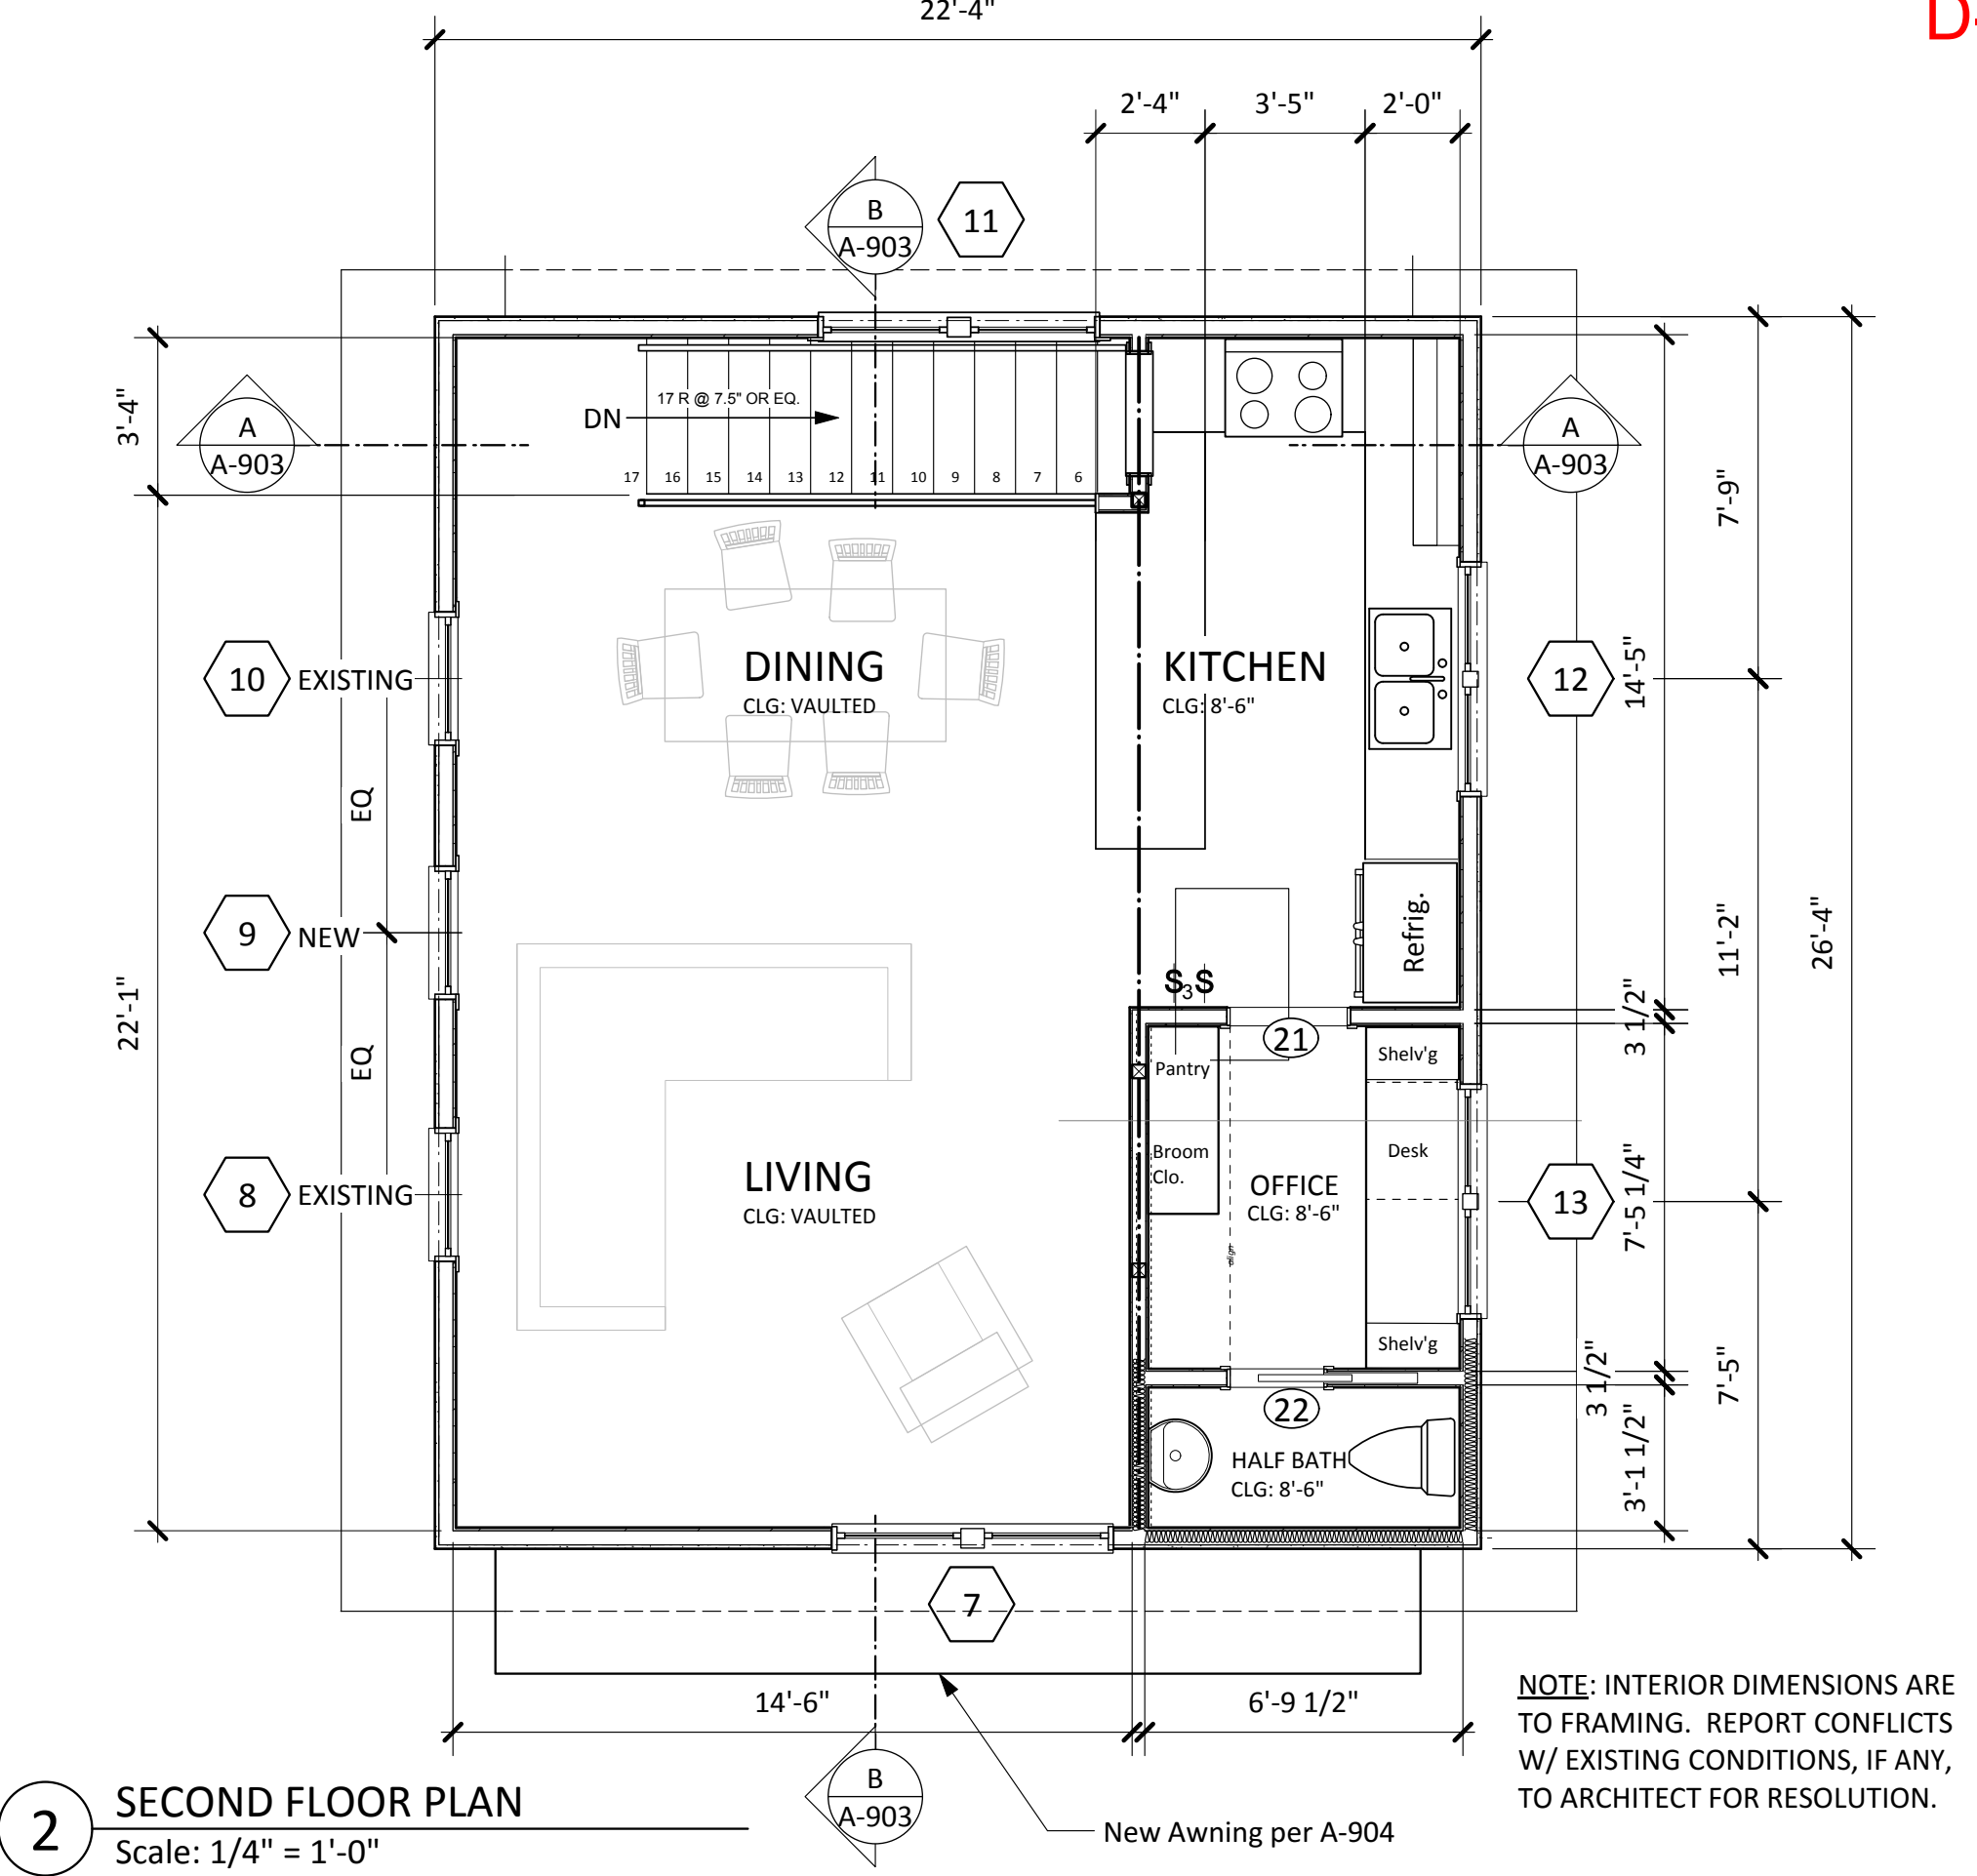 22'-4"
D-
2'-4" 3'-5" 2'-0"
B
A-903
11
3'-4"
A
A-903
DN
17 R @ 7.5" OR EQ.
17 16 15 14 13 12 11 10 9 8 7 6
A
A-903
7'-9"
10 EXISTING
DINING
CLG: VAULTED
KITCHEN
CLG: 8'-6"
12
14'-5"
EQ
9 NEW
22'-1"
EQ
Refrig.
11'-2"
26'-4"
$3 $
3 1/2"
21
Pantry
Shelv'g
Broom
Clo.
Desk
8 EXISTING
LIVING
CLG: VAULTED
OFFICE
CLG: 8'-6"
13
7'-5 1/4"
align
Shelv'g
3 1/2"
7'-5"
22
HALF BATH
CLG: 8'-6"
3'-1 1/2"
7
14'-6"
6'-9 1/2"
NOTE: INTERIOR DIMENSIONS ARE
TO FRAMING. REPORT CONFLICTS
W/ EXISTING CONDITIONS, IF ANY,
TO ARCHITECT FOR RESOLUTION.
B
A-903
New Awning per A-904
2
SECOND FLOOR PLAN
Scale: 1/4" = 1'-0"